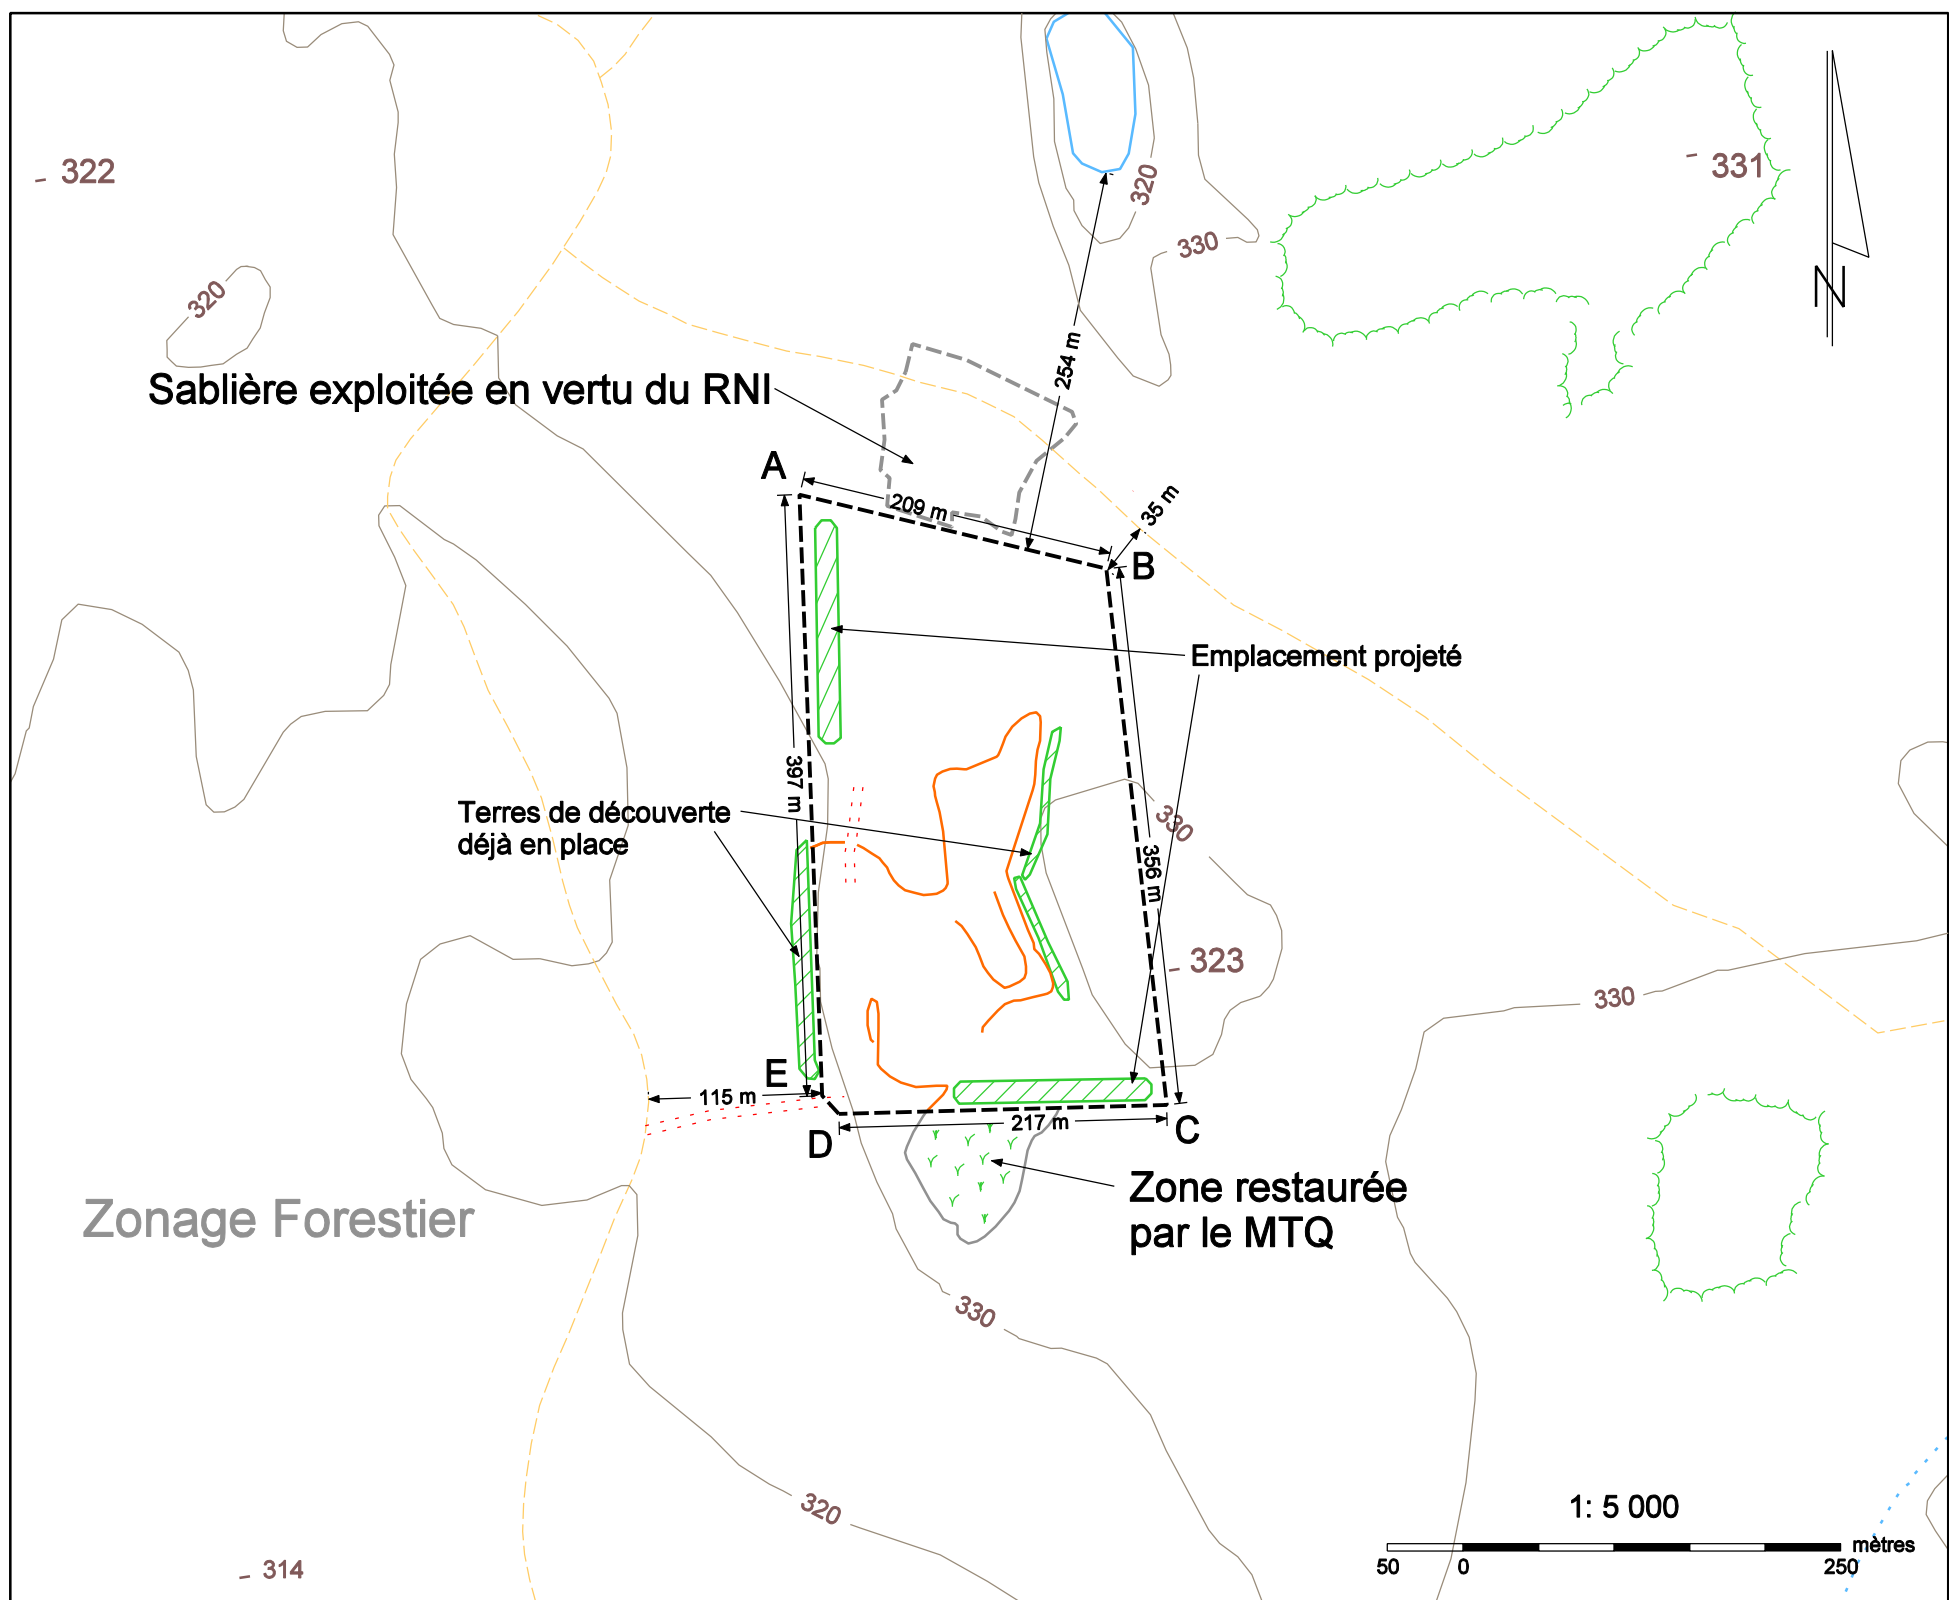 322
331
320
330
320
254 m
Sablière exploitée en vertu du RNI
A
209 m
35 m
B
Emplacement projeté
397 m
Terres de découverte
déjà en place
330
356 m
323
330
E
115 m
D
217 m
C
Zone restaurée
par le MTQ
Zonage Forestier
330
320
314
1: 5 000
mètres
50 0 250
N